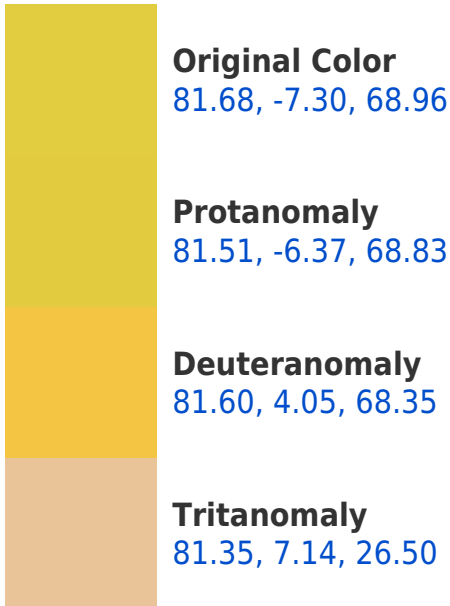 Original Color
81.68, -7.30, 68.96
Protanomaly
81.51, -6.37, 68.83
Deuteranomaly
81.60, 4.05, 68.35
Tritanomaly
81.35, 7.14, 26.50